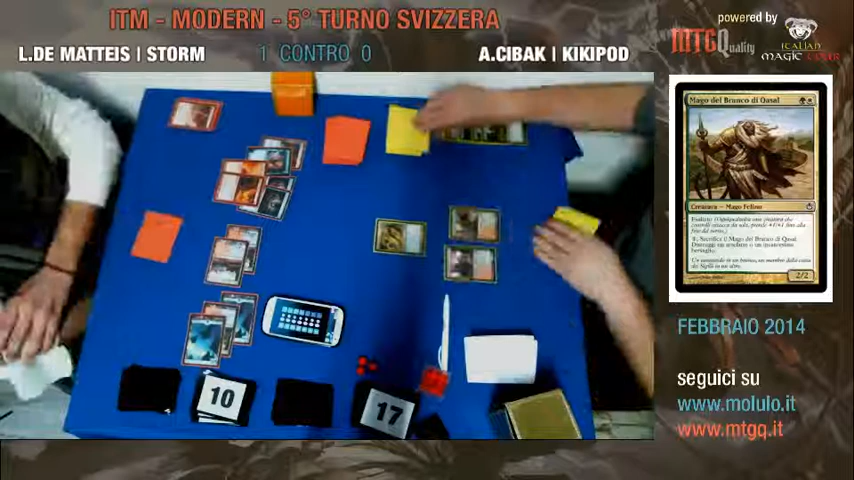 ITM - MODERN - 5° TURNO SVIZZERA
L.DE MATTEIS | STORM
1 CONTRO 0
A.CIBAK | KIKIPOD
powered by
MTGQuality
ITALIAN
MAGIC TOUR
Mago del Branco di Qasal
Creatura - Mago Felino
2/2
10
17
FEBBRAIO 2014
seguici su
www.molulo.it
www.mtgq.it